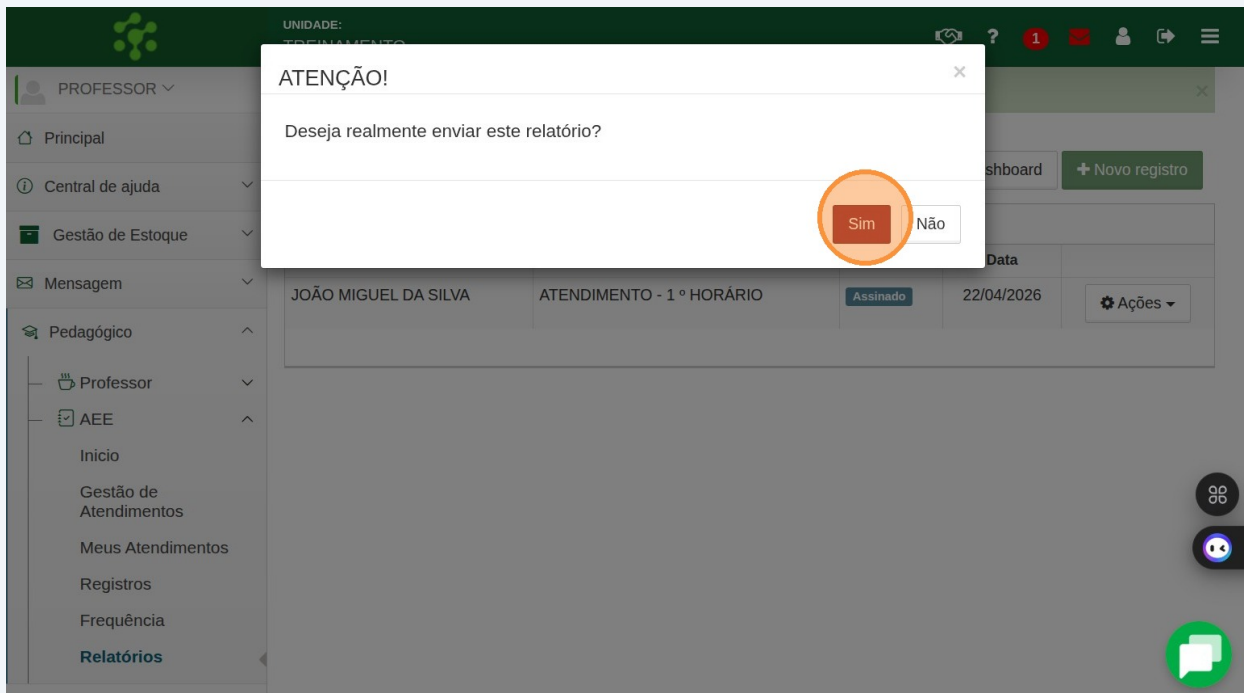 UNIDADE:
TREINAMENTO
? 1
PROFESSOR
ATENÇÃO! ×
×
Principal
Deseja realmente enviar este relatório?
shboard + Novo registro
Central de ajuda
Sim Não
Gestão de Estoque
Data
Mensagem
JOÃO MIGUEL DA SILVA ATENDIMENTO - 1 º HORÁRIO Assinado 22/04/2026 Ações
Pedagógico
Professor
AEE
Inicio
Gestão de
Atendimentos
Meus Atendimentos
Registros
Frequência
Relatórios